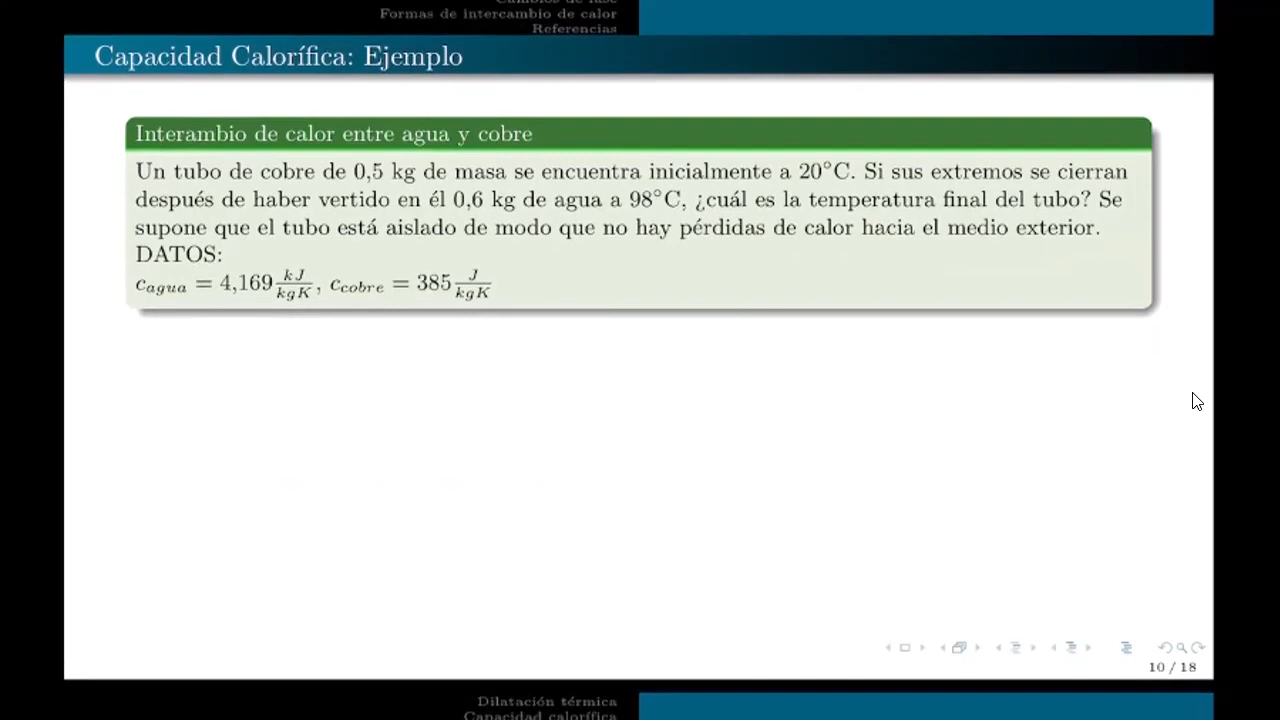 Cambios de fase
Formas de intercambio de calor
Referencias
Capacidad Calorífica: Ejemplo
Interambio de calor entre agua y cobre
Un tubo de cobre de 0,5 kg de masa se encuentra inicialmente a 20°C. Si sus extremos se cierran
después de haber vertido en él 0,6 kg de agua a 98°C, ¿cuál es la temperatura final del tubo? Se
supone que el tubo está aislado de modo que no hay pérdidas de calor hacia el medio exterior.
DATOS:
c_agua = 4,169 kJ/kgK, c_cobre = 385 J/kgK
10 / 18
Dilatación térmica
Capacidad calorífica